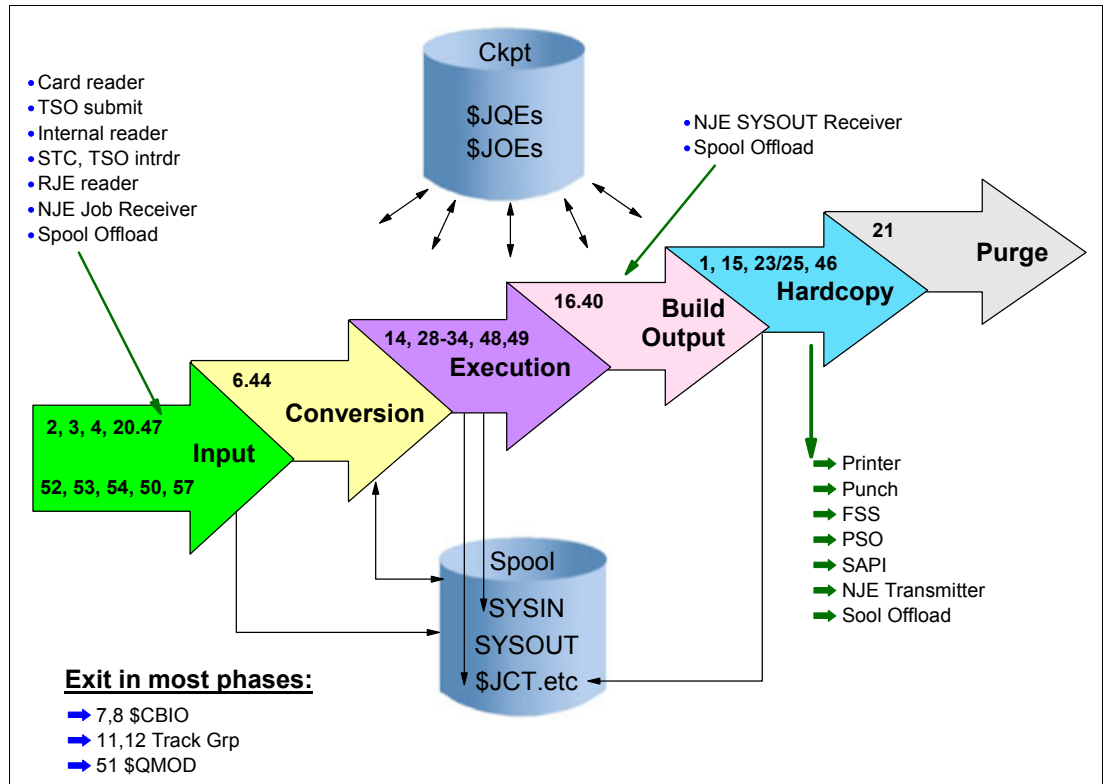 Ckpt
$JQEs
$JOEs
• Card reader
• TSO submit
• Internal reader
• STC, TSO intrdr
• RJE reader
• NJE Job Receiver
• Spool Offload
• NJE SYSOUT Receiver
• Spool Offload
21
Purge
1, 15, 23/25, 46
Hardcopy
16.40
Build
Output
14, 28-34, 48,49
Execution
6.44
Conversion
2, 3, 4, 20.47
Input
52, 53, 54, 50, 57
Printer
Punch
FSS
PSO
SAPI
NJE Transmitter
Sool Offload
Spool
SYSIN
SYSOUT
$JCT.etc
Exit in most phases:
7,8 $CBIO
11,12 Track Grp
51 $QMOD